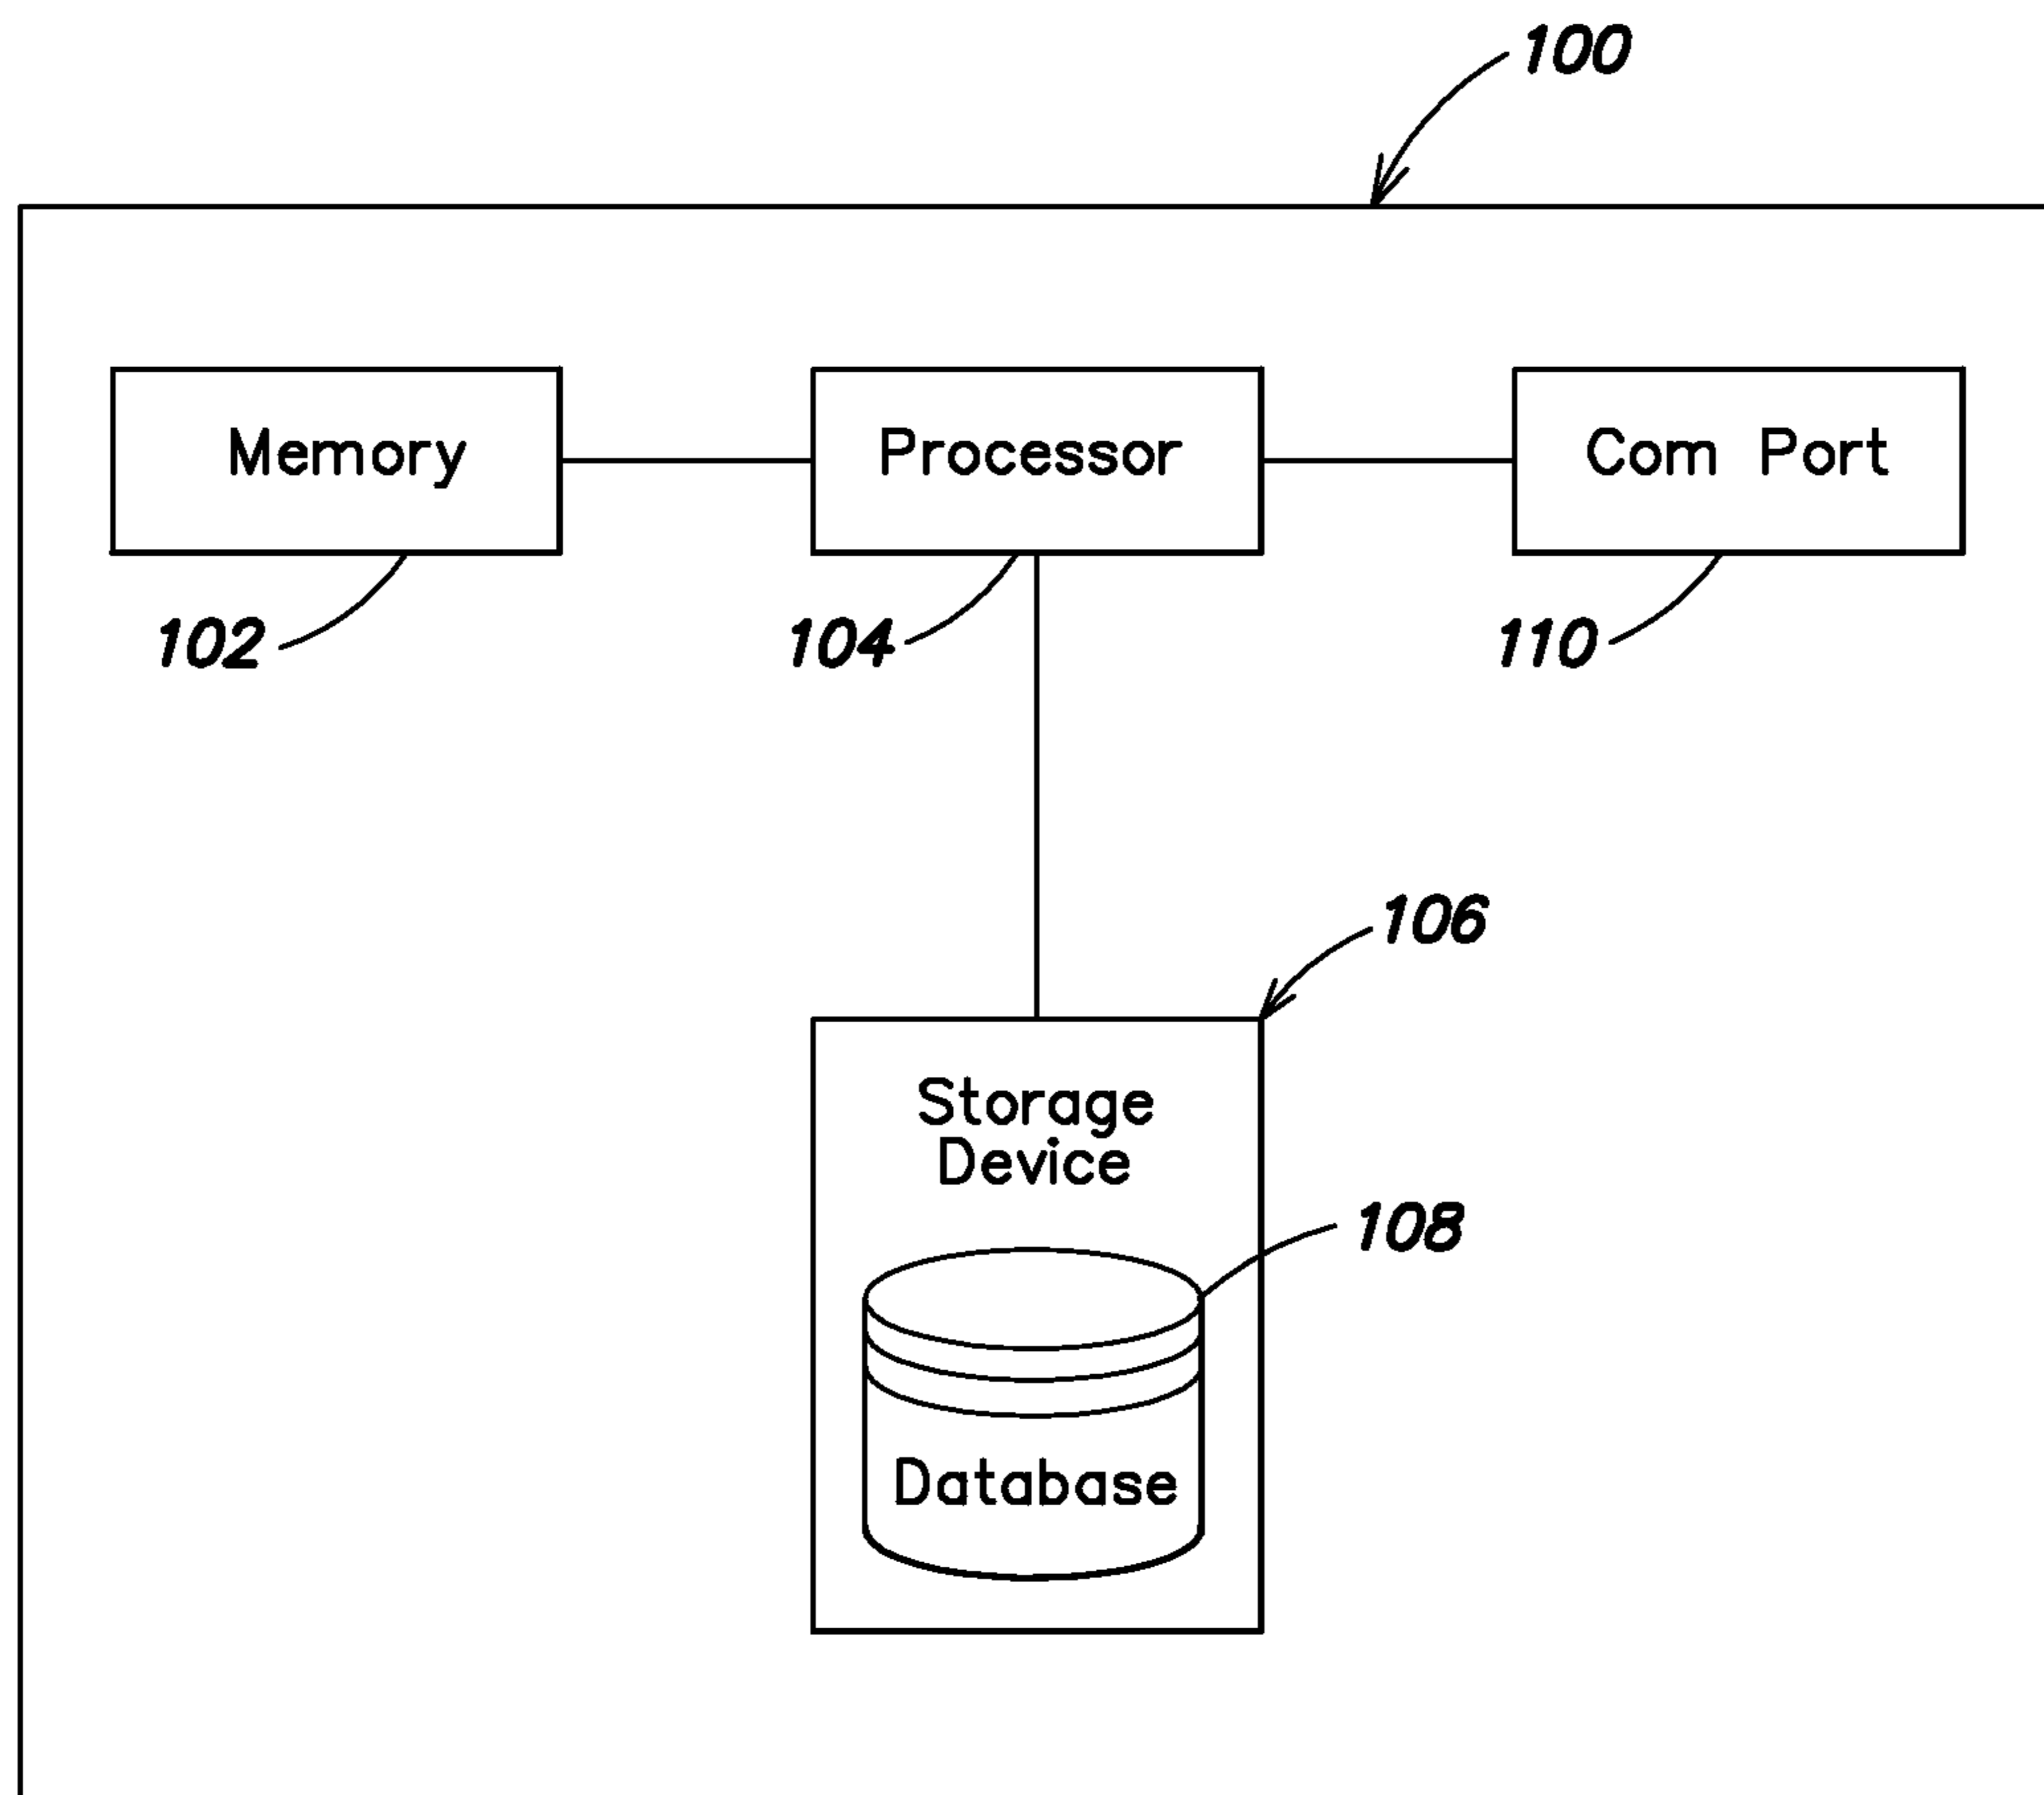 100
Memory
Processor
Com Port
102
104
110
106
Storage
Device
108
Database